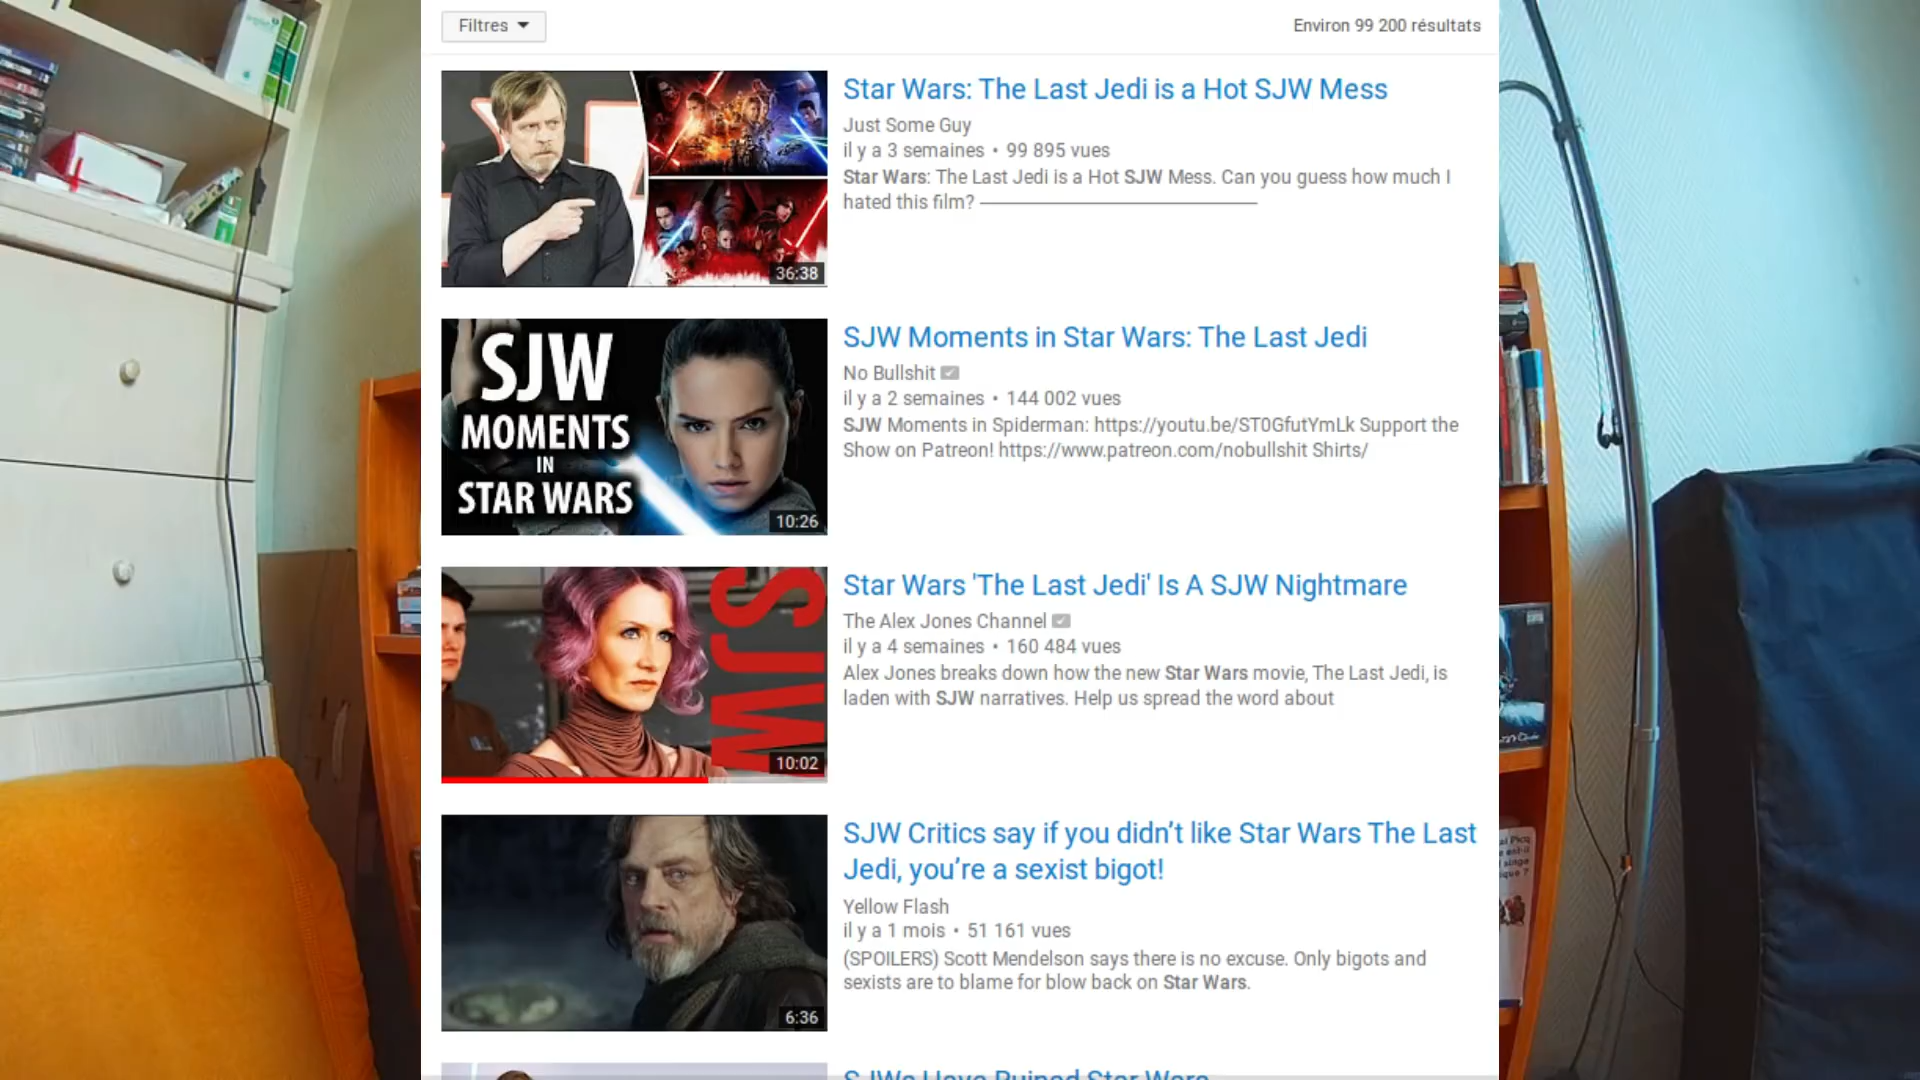 Filtres
Environ 99 200 résultats
Star Wars: The Last Jedi is a Hot SJW Mess
Just Some Guy
il y a 3 semaines • 99 895 vues
Star Wars: The Last Jedi is a Hot SJW Mess. Can you guess how much I
hated this film?
36:38
SJW
MOMENTS
IN
STAR WARS
10:26
SJW Moments in Star Wars: The Last Jedi
No Bullshit
il y a 2 semaines • 144 002 vues
SJW Moments in Spiderman: https://youtu.be/ST0GfutYmLk Support the
Show on Patreon! https://www.patreon.com/nobullshit Shirts/
SJW
10:02
Star Wars 'The Last Jedi' Is A SJW Nightmare
The Alex Jones Channel
il y a 4 semaines • 160 484 vues
Alex Jones breaks down how the new Star Wars movie, The Last Jedi, is
laden with SJW narratives. Help us spread the word about
6:36
SJW Critics say if you didn’t like Star Wars The Last
Jedi, you’re a sexist bigot!
Yellow Flash
il y a 1 mois • 51 161 vues
(SPOILERS) Scott Mendelson says there is no excuse. Only bigots and
sexists are to blame for blow back on Star Wars.
SJWs Have Ruined Star Wars